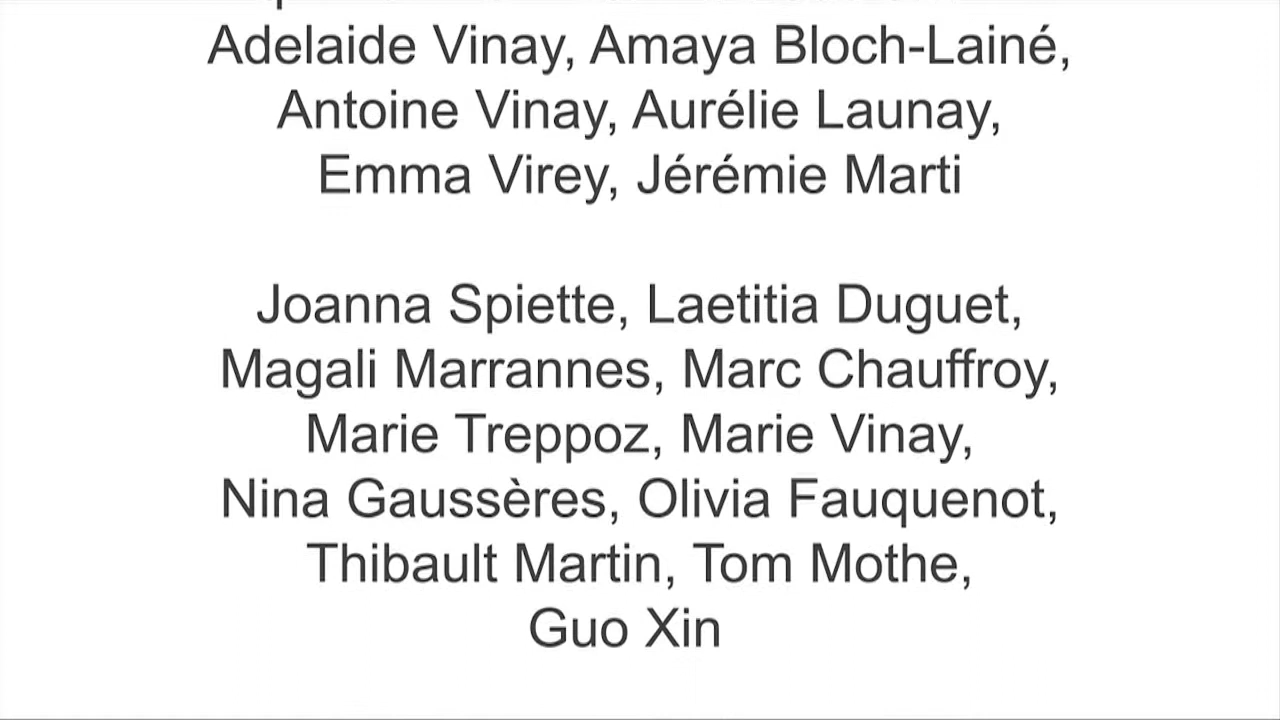 Adelaide Vinay, Amaya Bloch-Lainé,
Antoine Vinay, Aurélie Launay,
Emma Virey, Jérémie Marti
Joanna Spiette, Laetitia Duguet,
Magali Marrannes, Marc Chauffroy,
Marie Treppoz, Marie Vinay,
Nina Gaussères, Olivia Fauquenot,
Thibault Martin, Tom Mothe,
Guo Xin